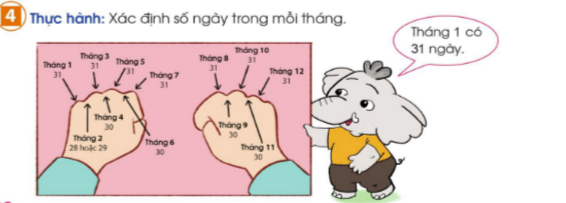 4 Thực hành: Xác định số ngày trong mỗi tháng.
Tháng 1 có
31 ngày.
Tháng 1
31
Tháng 3
31
Tháng 5
31
Tháng 7
31
Tháng 2
28 hoặc 29
Tháng 4
30
Tháng 6
30
Tháng 8
31
Tháng 10
31
Tháng 12
31
Tháng 9
30
Tháng 11
30